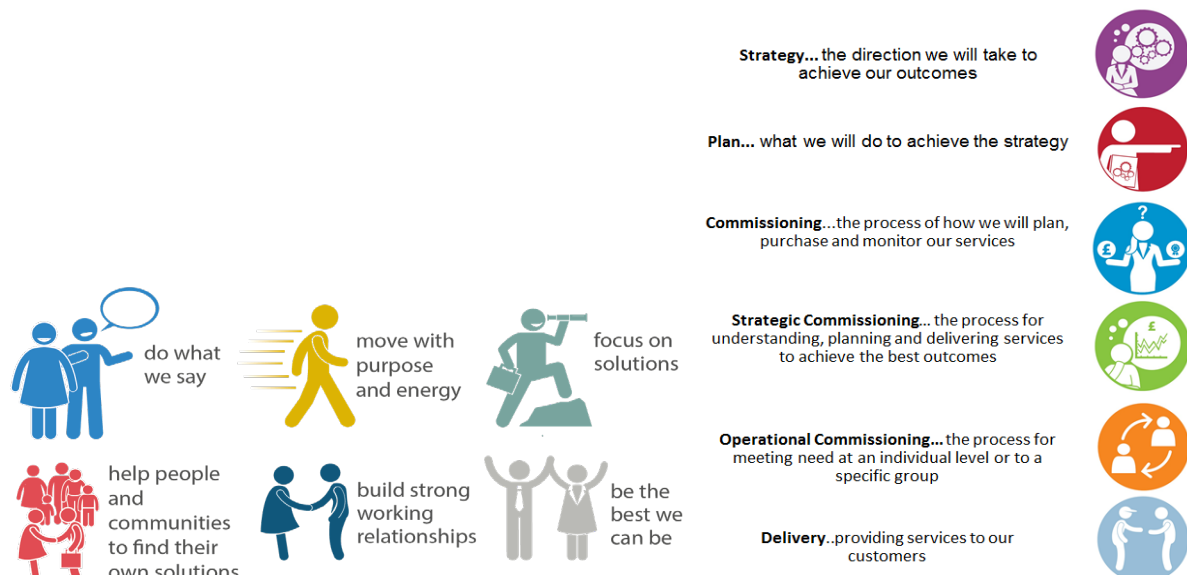 do what
we say
move with
purpose
and energy
focus on
solutions
help people
and
communities
to find their
own solutions
build strong
working
relationships
be the
best we
can be
Strategy... the direction we will take to
achieve our outcomes
Plan... what we will do to achieve the strategy
Commissioning...the process of how we will plan,
purchase and monitor our services
?
£
Strategic Commissioning... the process for
understanding, planning and delivering services
to achieve the best outcomes
£
Operational Commissioning... the process for
meeting need at an individual level or to a
specific group
Delivery..providing services to our
customers